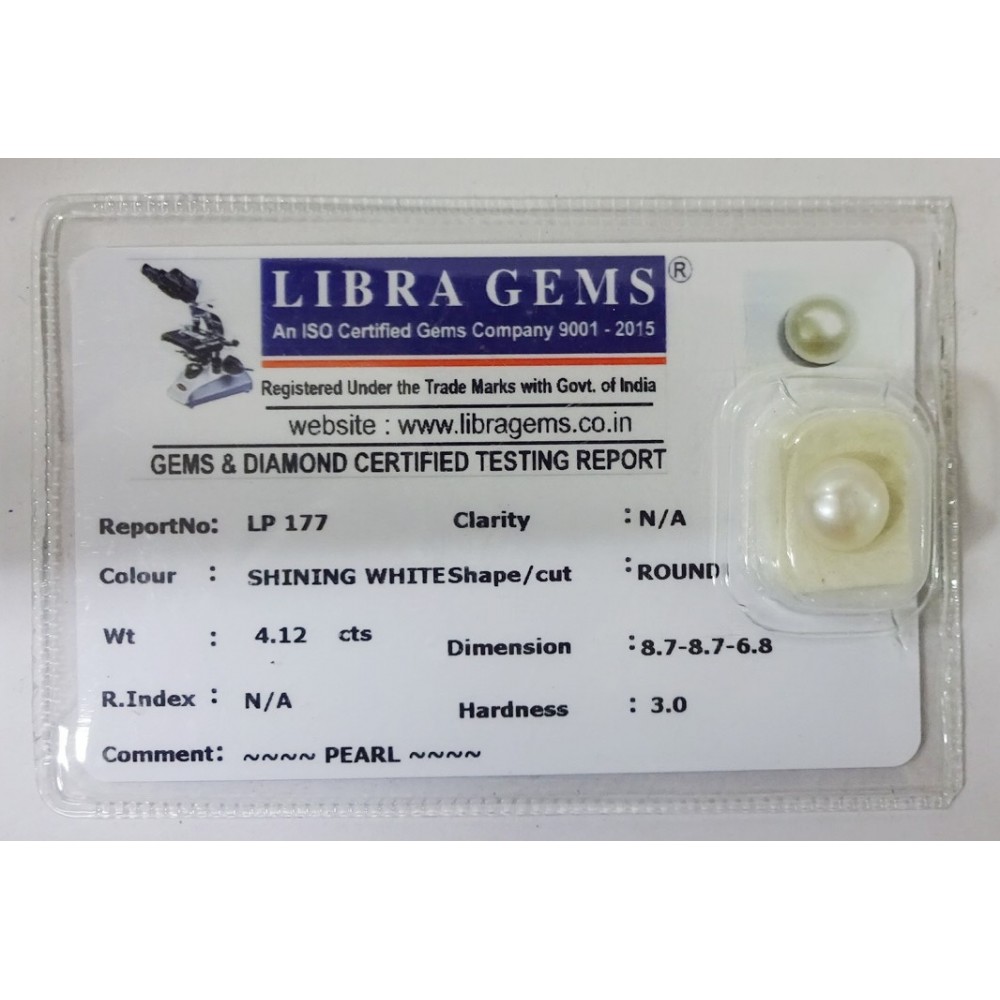 LIBRA GEMS ®
An ISO Certified Gems Company 9001 - 2015
Registered Under the Trade Marks with Govt. of India
website : www.libragems.co.in
GEMS & DIAMOND CERTIFIED TESTING REPORT
ReportNo: LP 177 Clarity : N/A
Colour : SHINING WHITE Shape/cut : ROUND
Wt : 4.12 cts Dimension : 8.7-8.7-6.8
R.Index : N/A Hardness : 3.0
Comment: ~~~~ PEARL ~~~~